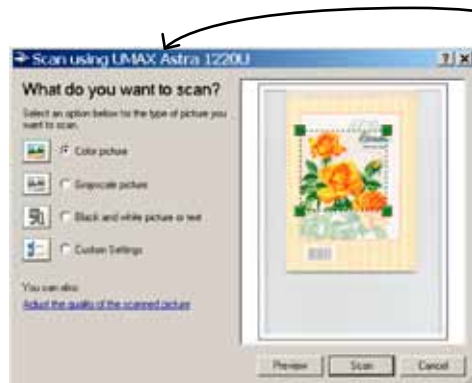 Scan using UMAX Astra 1220U
What do you want to scan?
Select an option below for the type of picture you
want to scan.
Color picture
Grayscale picture
Black and white picture or text
Custom Settings
You can also:
Adjust the quality of the scanned picture
Preview
Scan
Cancel